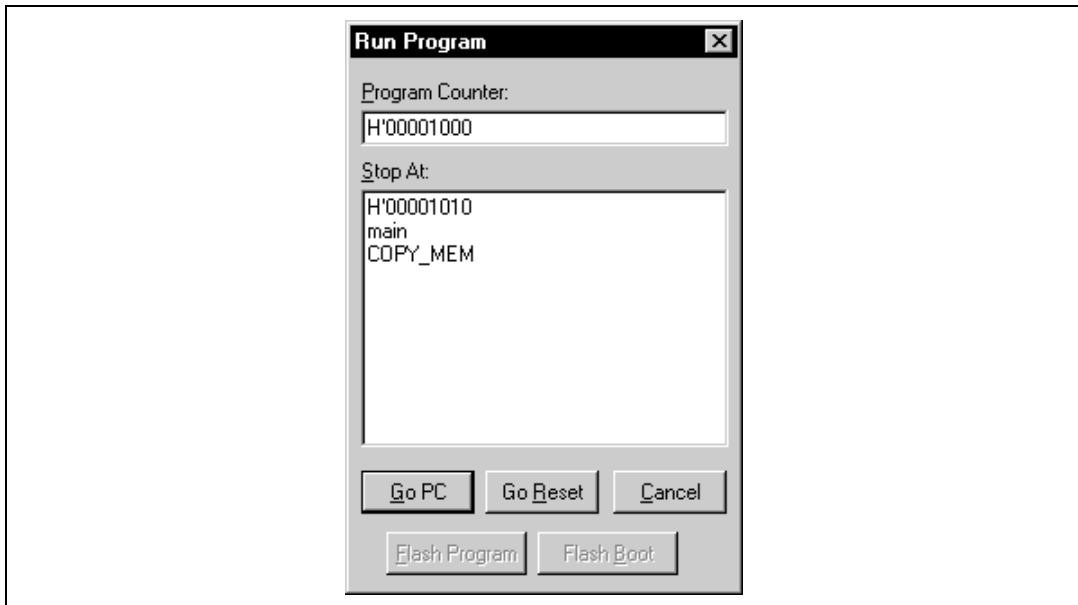 Run Program
Program Counter:
H'00001000
Stop At:
H'00001010
main
COPY_MEM
Go PC Go Reset Cancel
Flash Program Flash Boot